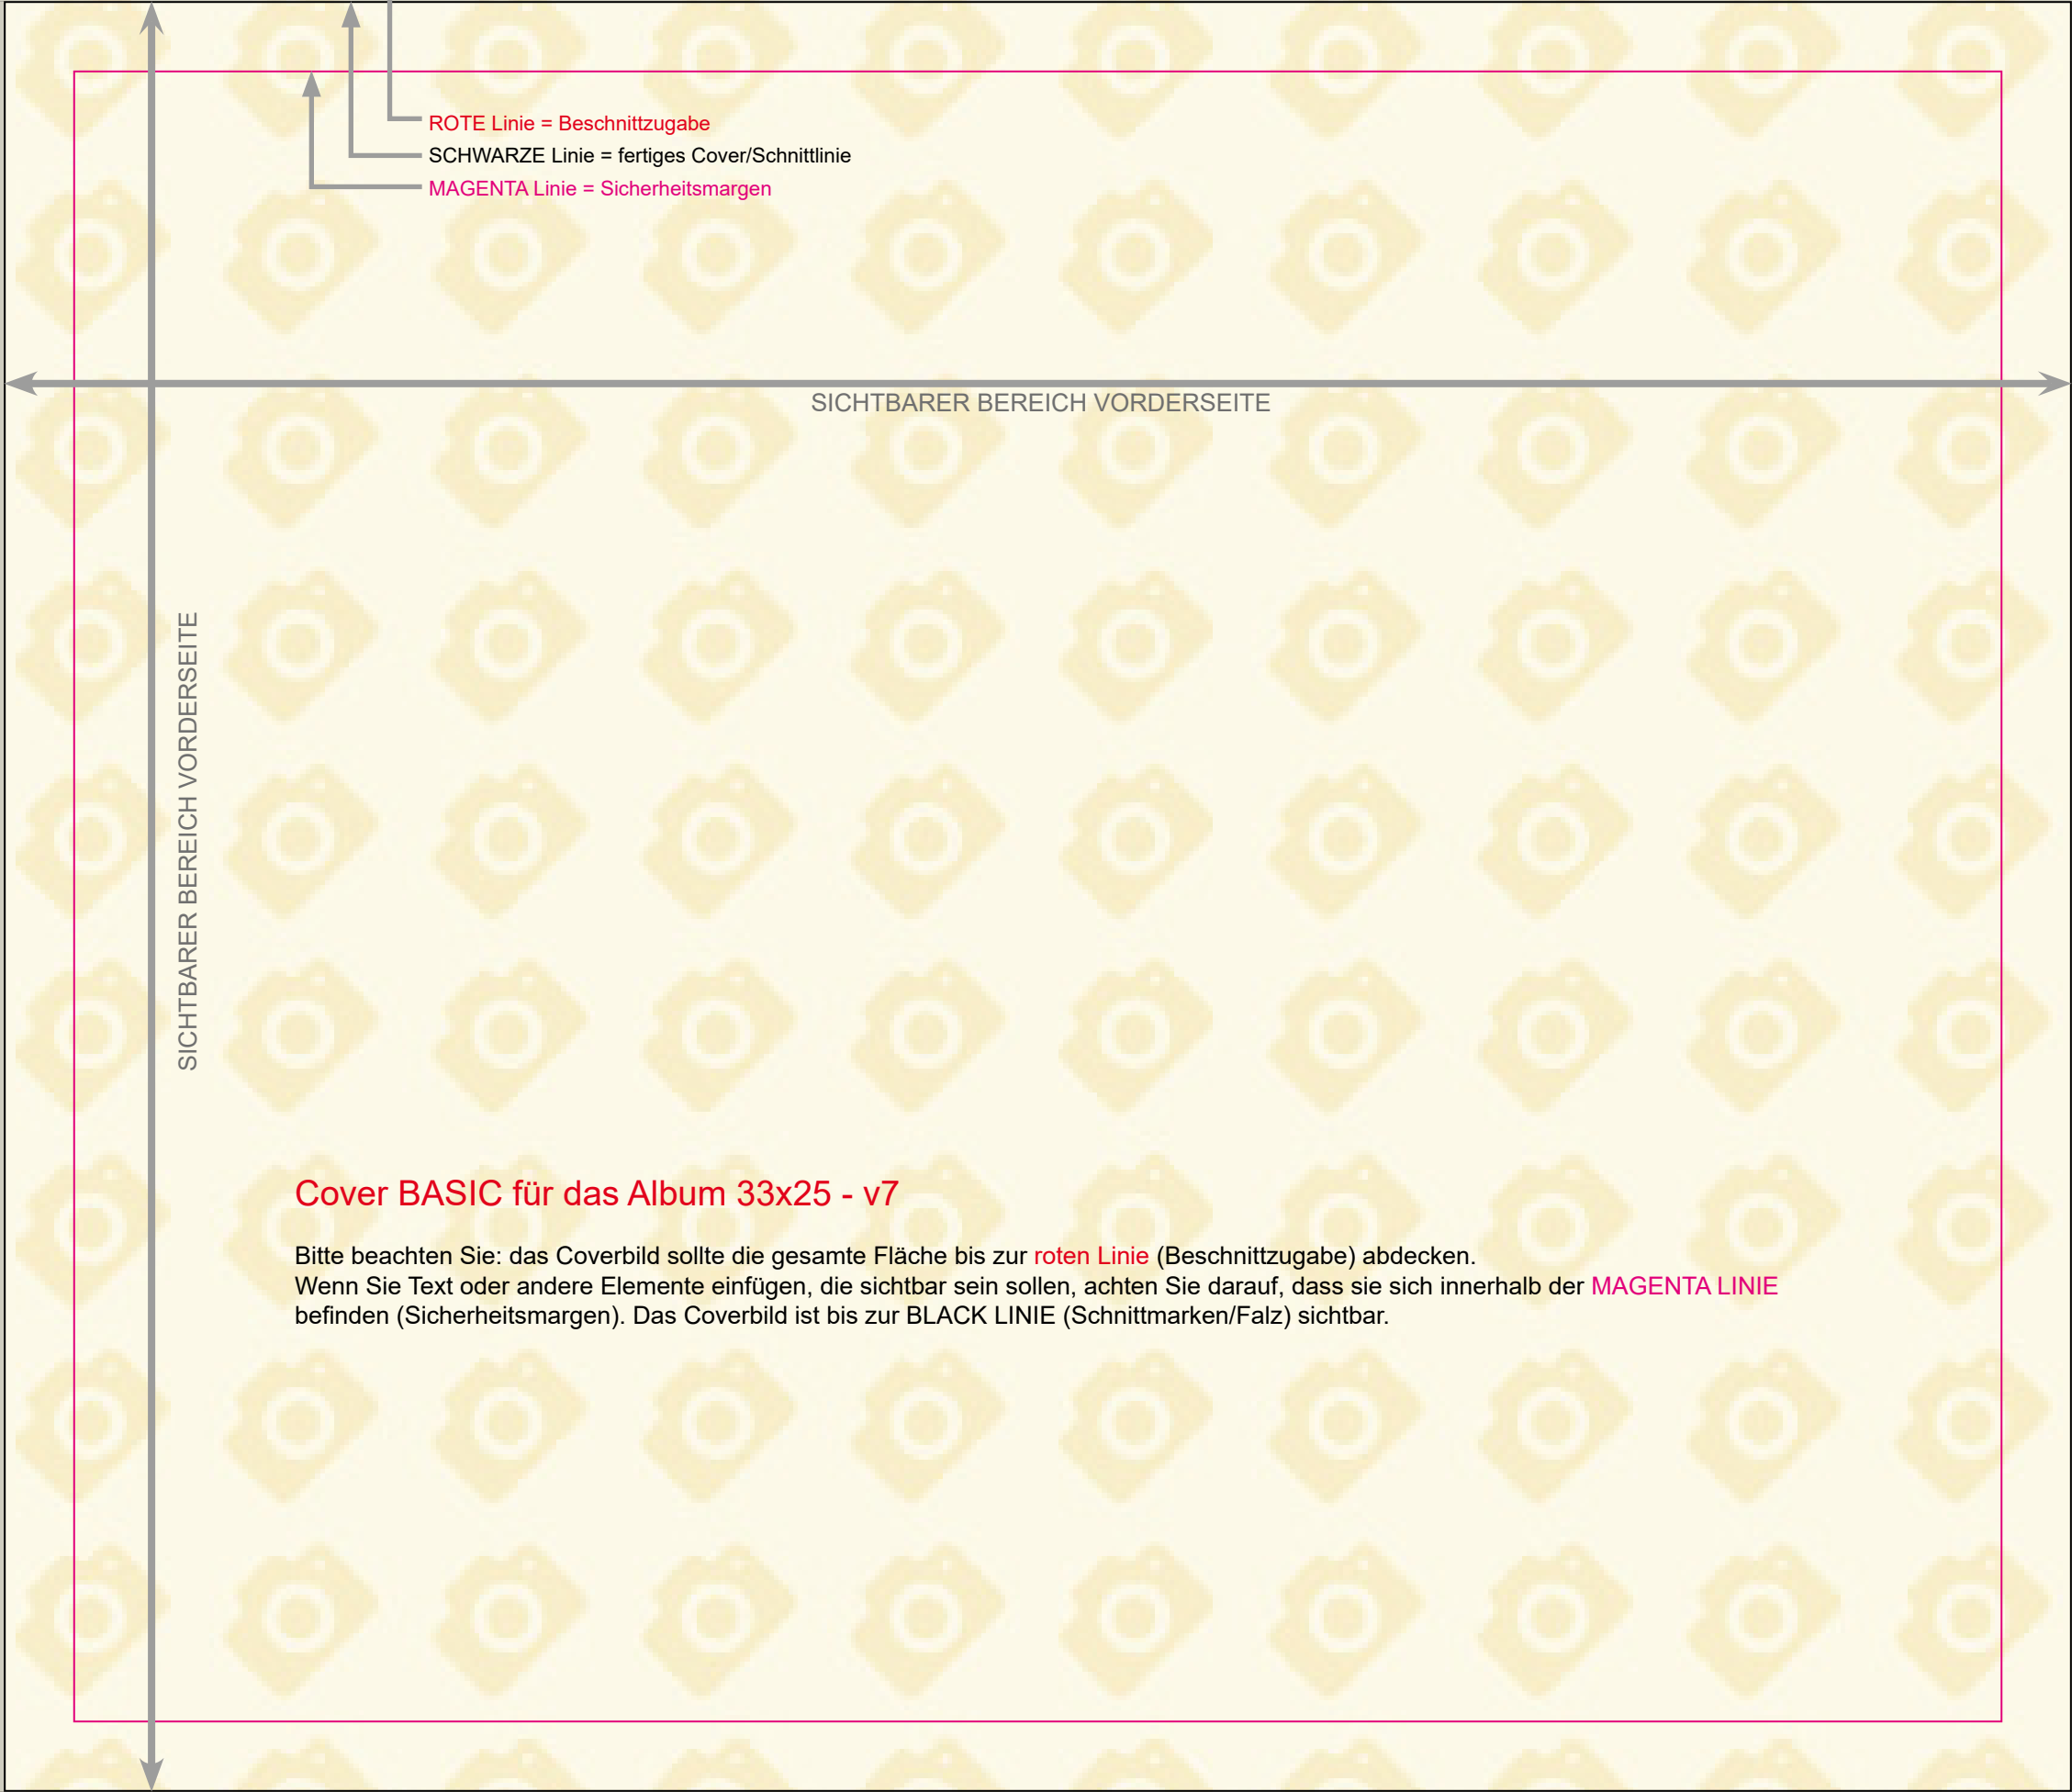 ROTE Linie = Beschnittzugabe
SCHWARZE Linie = fertiges Cover/Schnittlinie
MAGENTA Linie = Sicherheitsmargen
SICHTBARER BEREICH VORDERSEITE
SICHTBARER BEREICH VORDERSEITE
Cover BASIC für das Album 33x25 - v7
Bitte beachten Sie: das Coverbild sollte die gesamte Fläche bis zur roten Linie (Beschnittzugabe) abdecken.
Wenn Sie Text oder andere Elemente einfügen, die sichtbar sein sollen, achten Sie darauf, dass sie sich innerhalb der MAGENTA LINIE
befinden (Sicherheitsmargen). Das Coverbild ist bis zur BLACK LINIE (Schnittmarken/Falz) sichtbar.